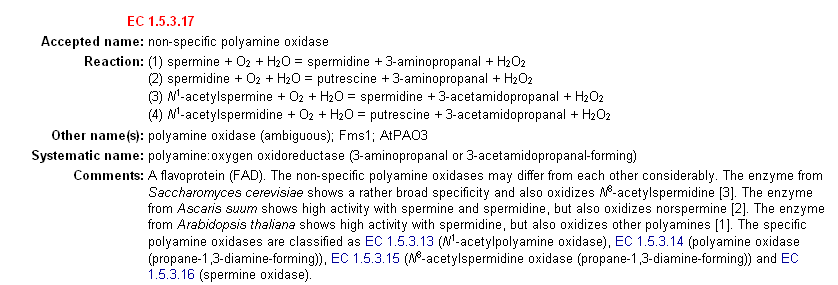 EC 1.5.3.17
Accepted name: non-specific polyamine oxidase
Reaction: (1) spermine + O₂ + H₂O = spermidine + 3-aminopropanal + H₂O₂
(2) spermidine + O₂ + H₂O = putrescine + 3-aminopropanal + H₂O₂
(3) N¹-acetylspermine + O₂ + H₂O = spermidine + 3-acetamidopropanal + H₂O₂
(4) N¹-acetylspermidine + O₂ + H₂O = putrescine + 3-acetamidopropanal + H₂O₂
Other name(s): polyamine oxidase (ambiguous); Fms1; AtPAO3
Systematic name: polyamine:oxygen oxidoreductase (3-aminopropanal or 3-acetamidopropanal-forming)
Comments: A flavoprotein (FAD). The non-specific polyamine oxidases may differ from each other considerably. The enzyme from
Saccharomyces cerevisiae shows a rather broad specificity and also oxidizes N⁸-acetylspermidine [3]. The enzyme
from Ascaris suum shows high activity with spermine and spermidine, but also oxidizes norspermine [2]. The enzyme
from Arabidopsis thaliana shows high activity with spermidine, but also oxidizes other polyamines [1]. The specific
polyamine oxidases are classified as EC 1.5.3.13 (N¹-acetylpolyamine oxidase), EC 1.5.3.14 (polyamine oxidase
(propane-1,3-diamine-forming)), EC 1.5.3.15 (N⁸-acetylspermidine oxidase (propane-1,3-diamine-forming)) and EC
1.5.3.16 (spermine oxidase).